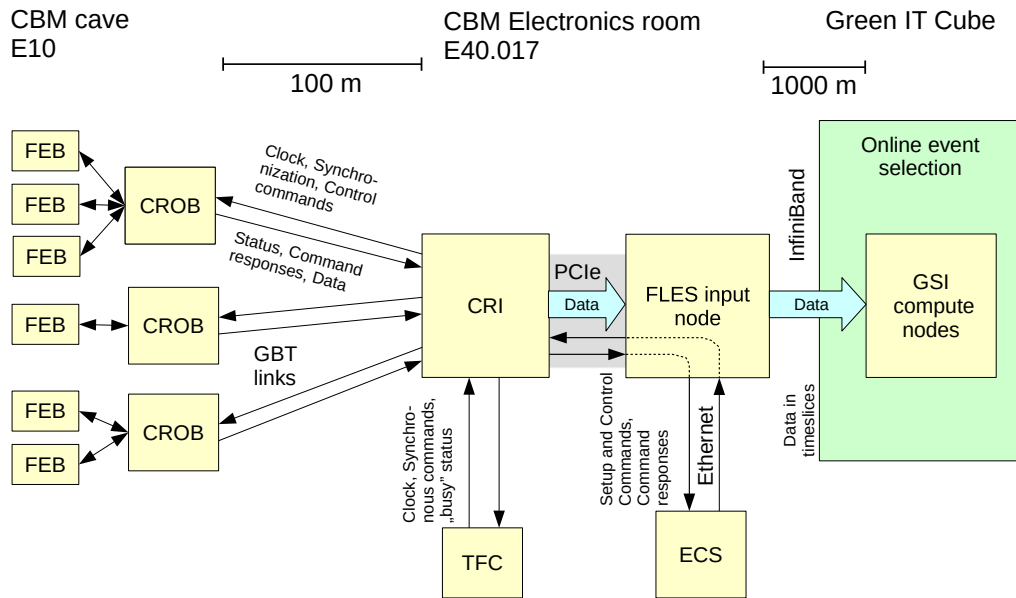 CBM cave
E10
CBM Electronics room
E40.017
Green IT Cube
100 m
1000 m
FEB
FEB
FEB
CROB
Clock, Synchro-
nization, Control
commands
Status, Command
responses, Data
FEB
CROB
GBT
links
FEB
FEB
CROB
CRI
PCIe
Data
FLES input
node
InfiniBand
Data
Online event
selection
GSI
compute
nodes
Data in
timeslices
Clock, Synchro-
nous commands,
„busy” status
TFC
Setup and Control
Commands,
Command
responses
Ethernet
ECS